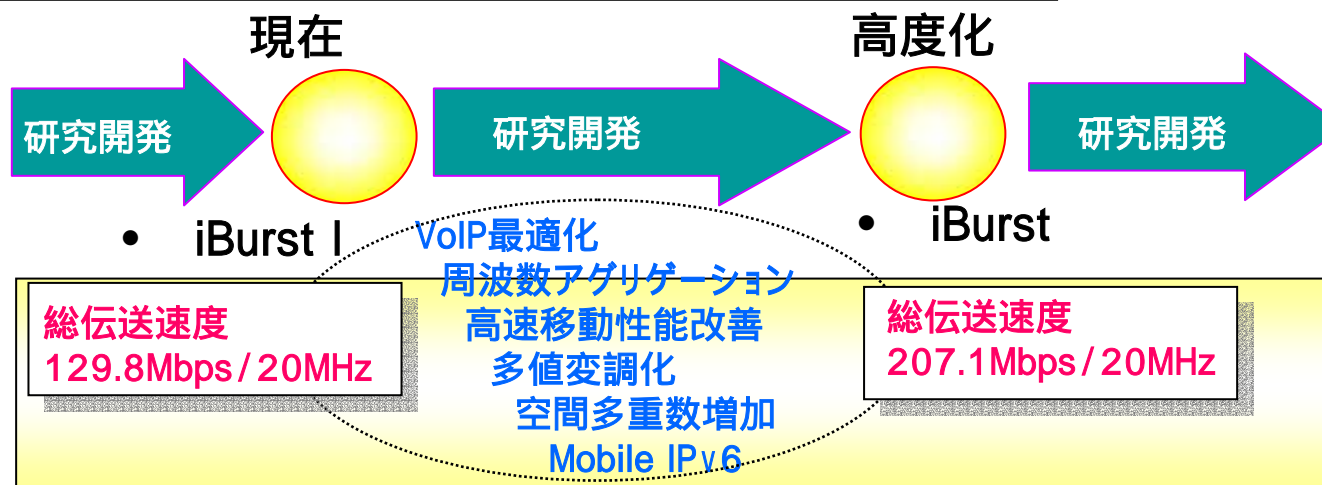 現在
高度化
研究開発
研究開発
研究開発
• iBurst I
• iBurst
VoIP最適化
周波数アグリゲーション
高速移動性能改善
多値変調化
空間多重数増加
Mobile IPv6
総伝送速度
129.8Mbps/20MHz
総伝送速度
207.1Mbps/20MHz